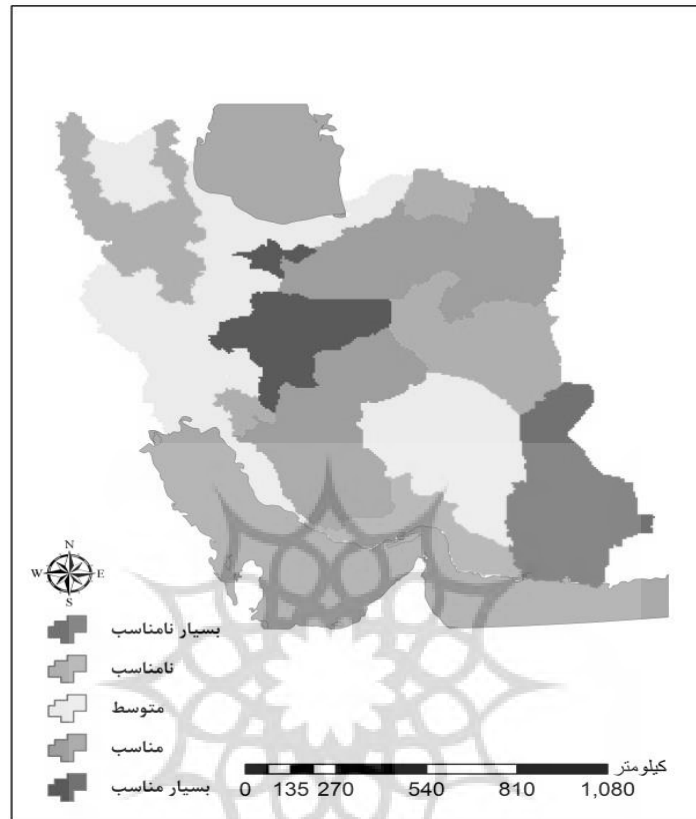 N
W E
S
بسیار نامناسب
نامناسب
متوسط
مناسب
بسیار مناسب
کیلومتر
0 135 270 540 810 1,080